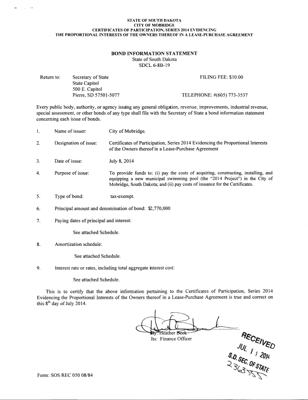 STATE OF SOUTH DAKOTA
CITY OF MOBRIDGE
CERTIFICATES OF PARTICIPATION, SERIES 2014 EVIDENCING
THE PROPORTIONAL INTERESTS OF THE OWNERS THEREOF IN A LEASE-PURCHASE AGREEMENT
BOND INFORMATION STATEMENT
State of South Dakota
SDCL 6-8B-19
Return to: Secretary of State FILING FEE: $10.00
State Capitol
500 E. Capitol
Pierre, SD 57501-5077 TELEPHONE: #(605) 773-3537
Every public body, authority, or agency issuing any general obligation, revenue, improvements, industrial revenue,
special assessment, or other bonds of any type shall file with the Secretary of State a bond information statement
concerning each issue of bonds.
1. Name of issuer: City of Mobridge.
2. Designation of issue: Certificates of Participation, Series 2014 Evidencing the Proportional Interests
of the Owners thereof in a Lease-Purchase Agreement
3. Date of issue: July 8, 2014
4. Purpose of issue: To provide funds to: (i) pay the costs of acquiring, constructing, installing, and
equipping a new municipal swimming pool (the "2014 Project") in the City of
Mobridge, South Dakota; and (ii) pay costs of issuance for the Certificates.
5. Type of bond: tax-exempt.
6. Principal amount and denomination of bond: $2,770,000
7. Paying dates of principal and interest:
See attached Schedule.
8. Amortization schedule:
See attached Schedule.
9. Interest rate or rates, including total aggregate interest cost:
See attached Schedule.
This is to certify that the above information pertaining to the Certificates of Participation, Series 2014
Evidencing the Proportional Interests of the Owners thereof in a Lease-Purchase Agreement is true and correct on
this 8th day of July 2014.
By: Heather Beck
Its: Finance Officer
RECEIVED
JUL 11 2014
S.D. SEC. OF STATE
2363955
Form: SOS/REC 050 08/84